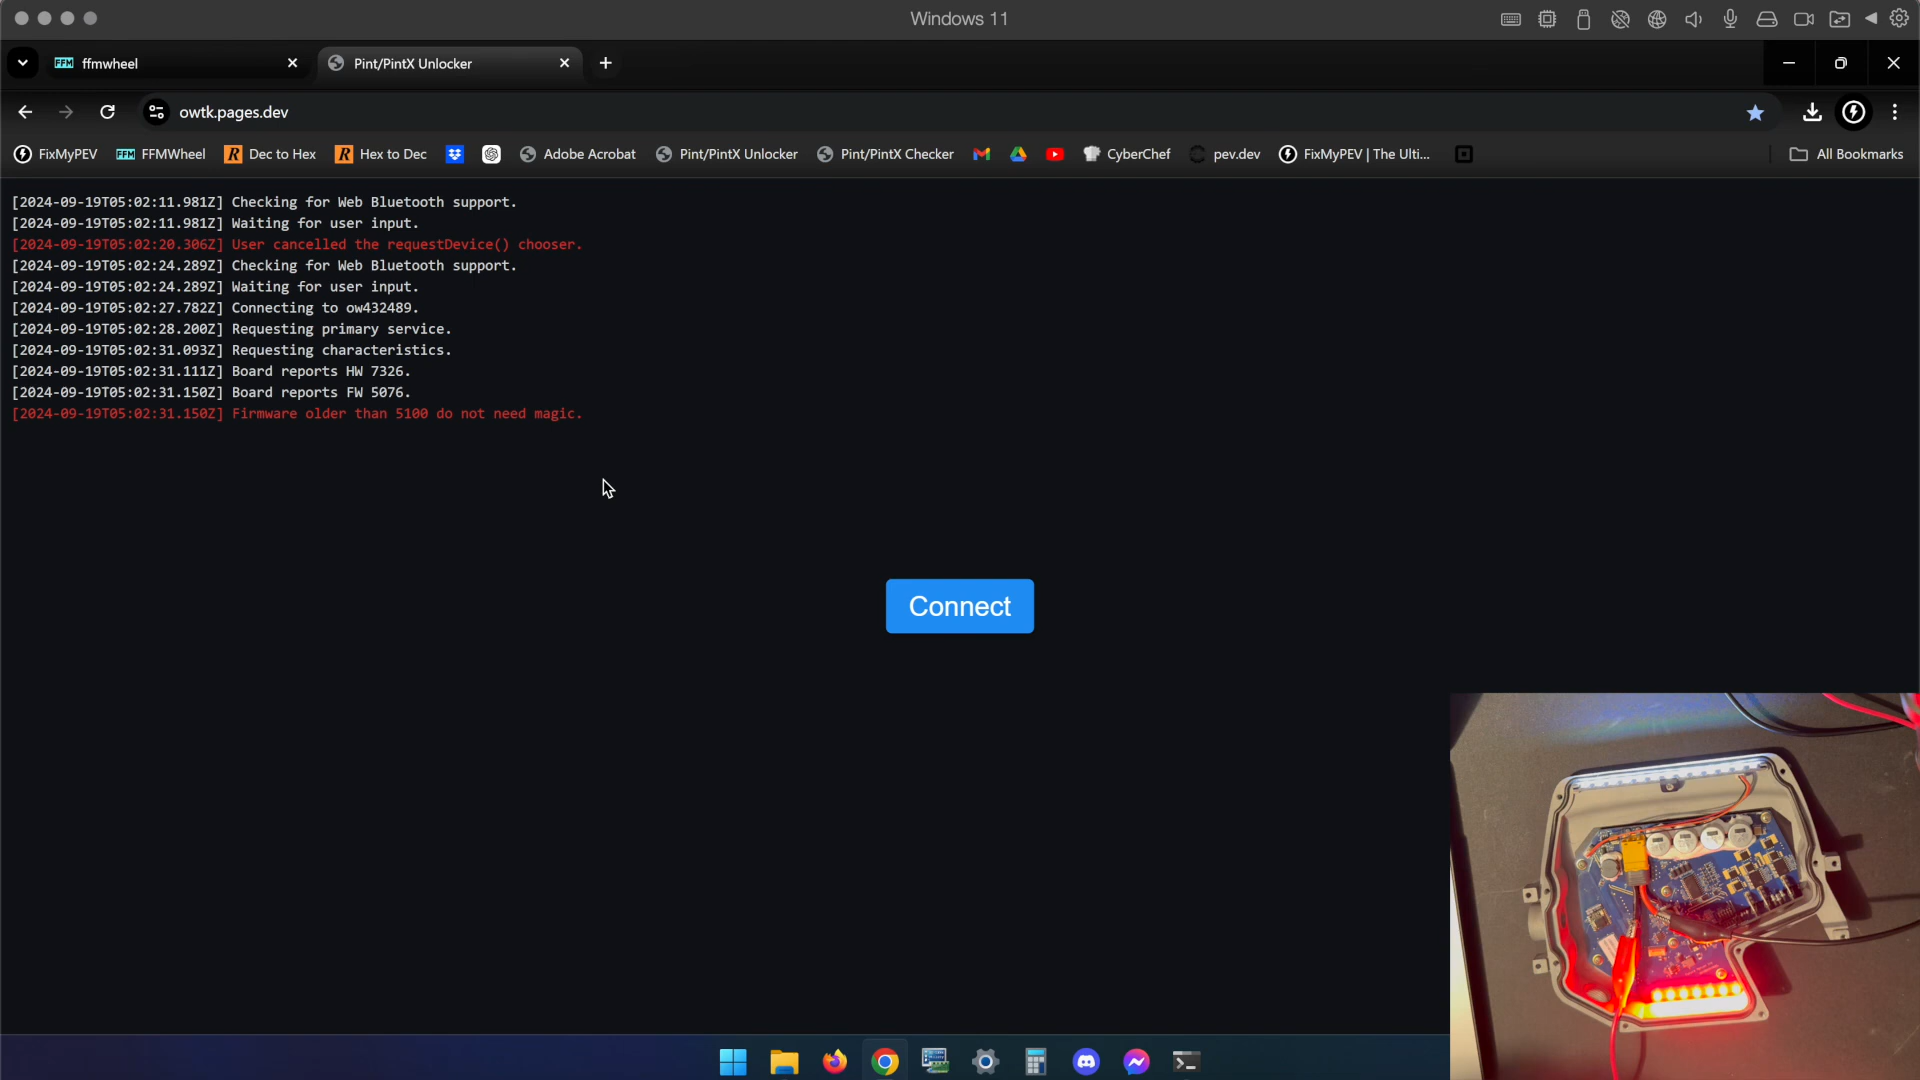 Windows 11
FFM ffmwheel
Pint/PintX Unlocker
owtk.pages.dev
FixMyPEV FFM FFMWheel R Dec to Hex R Hex to Dec Adobe Acrobat Pint/PintX Unlocker Pint/PintX Checker CyberChef pev.dev FixMyPEV | The Ulti... All Bookmarks
[2024-09-19T05:02:11.981Z] Checking for Web Bluetooth support.
[2024-09-19T05:02:11.981Z] Waiting for user input.
[2024-09-19T05:02:20.306Z] User cancelled the requestDevice() chooser.
[2024-09-19T05:02:24.289Z] Checking for Web Bluetooth support.
[2024-09-19T05:02:24.289Z] Waiting for user input.
[2024-09-19T05:02:27.782Z] Connecting to ow432489.
[2024-09-19T05:02:28.200Z] Requesting primary service.
[2024-09-19T05:02:31.093Z] Requesting characteristics.
[2024-09-19T05:02:31.111Z] Board reports HW 7326.
[2024-09-19T05:02:31.150Z] Board reports FW 5076.
[2024-09-19T05:02:31.150Z] Firmware older than 5100 do not need magic.
Connect